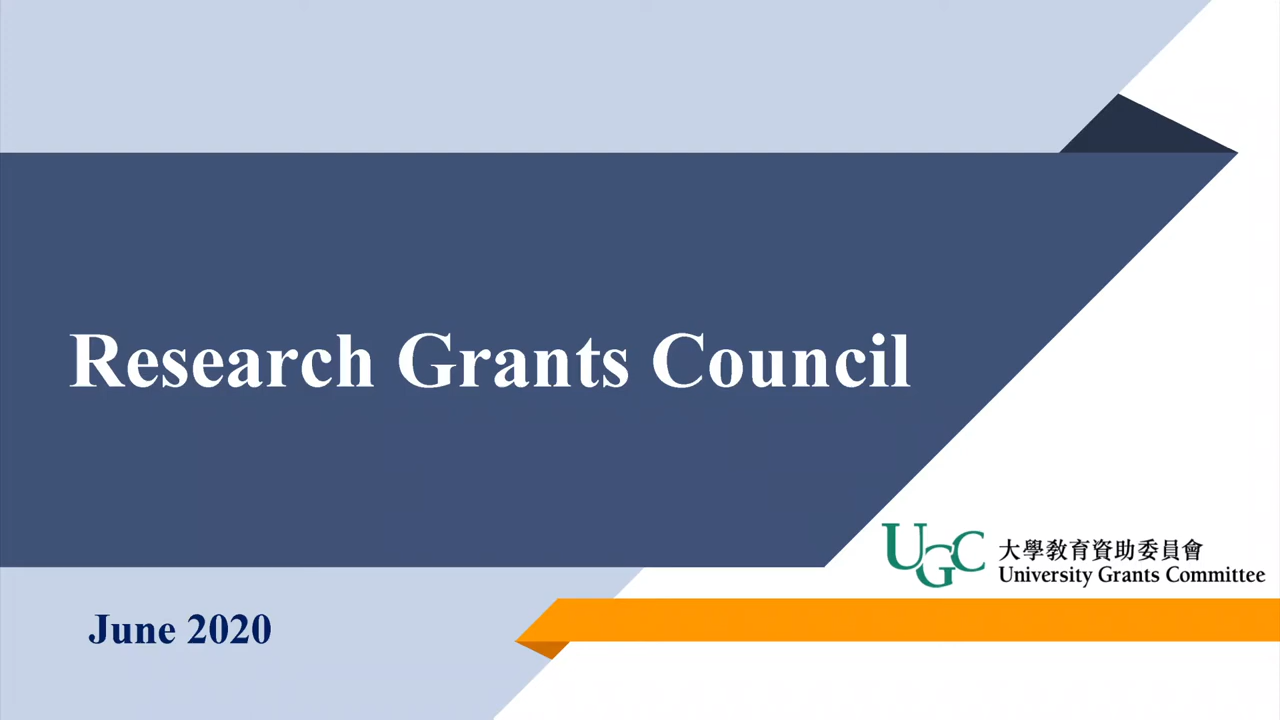 Research Grants Council
UGC
大學教育資助委員會
University Grants Committee
June 2020